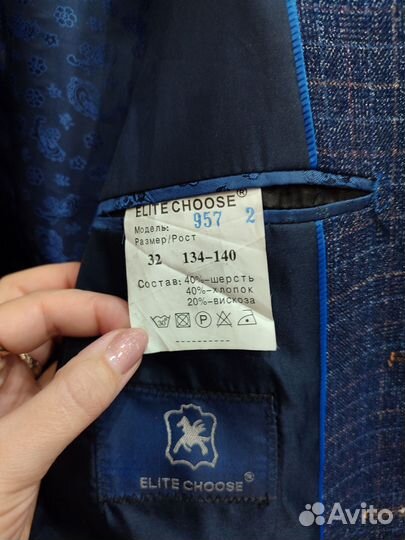 ELITE CHOOSE®
Модель: 957 2
Размер/Рост
32 134-140
Состав: 40%-шерсть
40%-хлопок
20%-вискоза
P
ELITE CHOOSE®
Avito